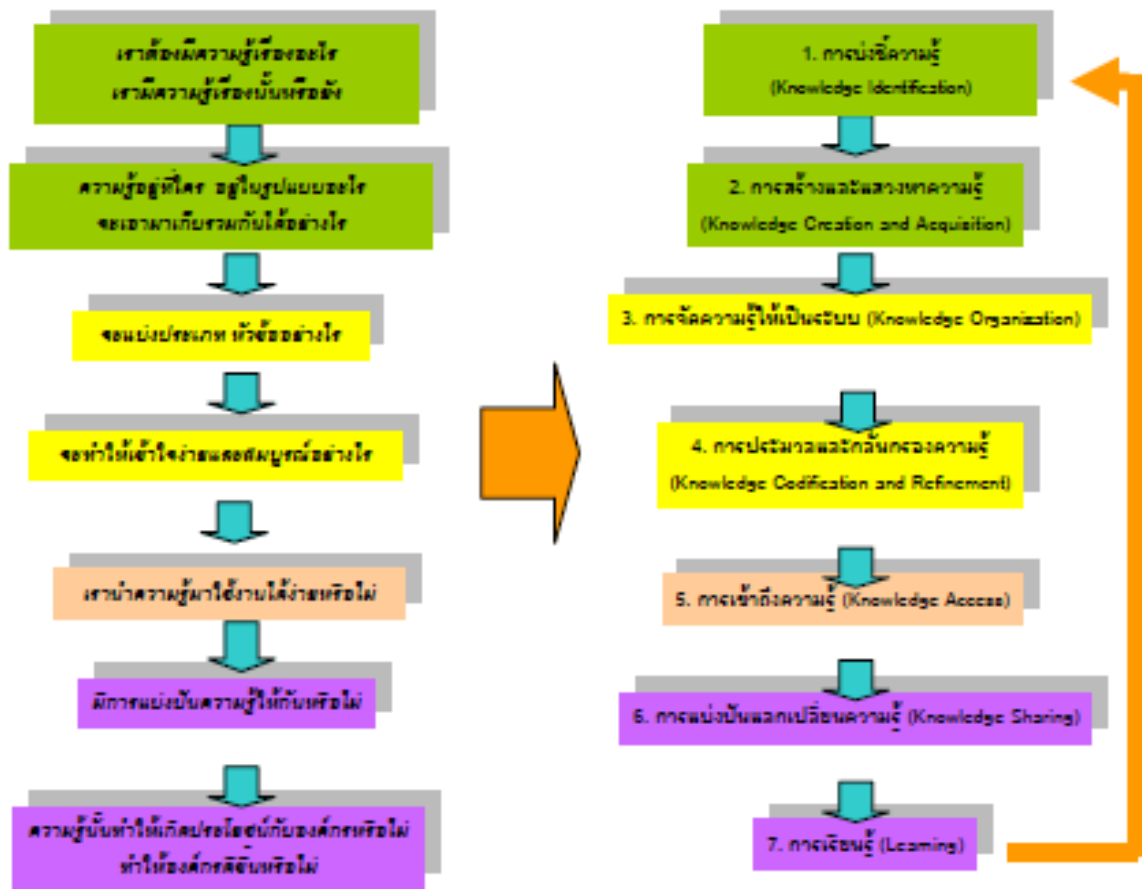 เราต้องมีความรู้เรื่องอะไร
เรามีความรู้เรื่องนั้นหรือยัง
ความรู้อยู่ที่ใคร อยู่ในรูปแบบอะไร
จะเอามาเก็บรวมกันได้อย่างไร
จะแบ่งประเภท หัวข้ออย่างไร
จะทำให้เข้าใจง่ายและสมบูรณ์อย่างไร
เรานำความรู้มาใช้งานได้ง่ายหรือไม่
มีการแบ่งปันความรู้ให้กันหรือไม่
ความรู้นั้นทำให้เกิดประโยชน์กับองค์กรหรือไม่
ทำให้องค์กรดีขึ้นหรือไม่
1. การบ่งชี้ความรู้
(Knowledge Identification)
2. การสร้างและแสวงหาความรู้
(Knowledge Creation and Acquisition)
3. การจัดความรู้ให้เป็นระบบ (Knowledge Organization)
4. การประมวลและกลั่นกรองความรู้
(Knowledge Codification and Refinement)
5. การเข้าถึงความรู้ (Knowledge Access)
6. การแบ่งปันแลกเปลี่ยนความรู้ (Knowledge Sharing)
7. การเรียนรู้ (Learning)